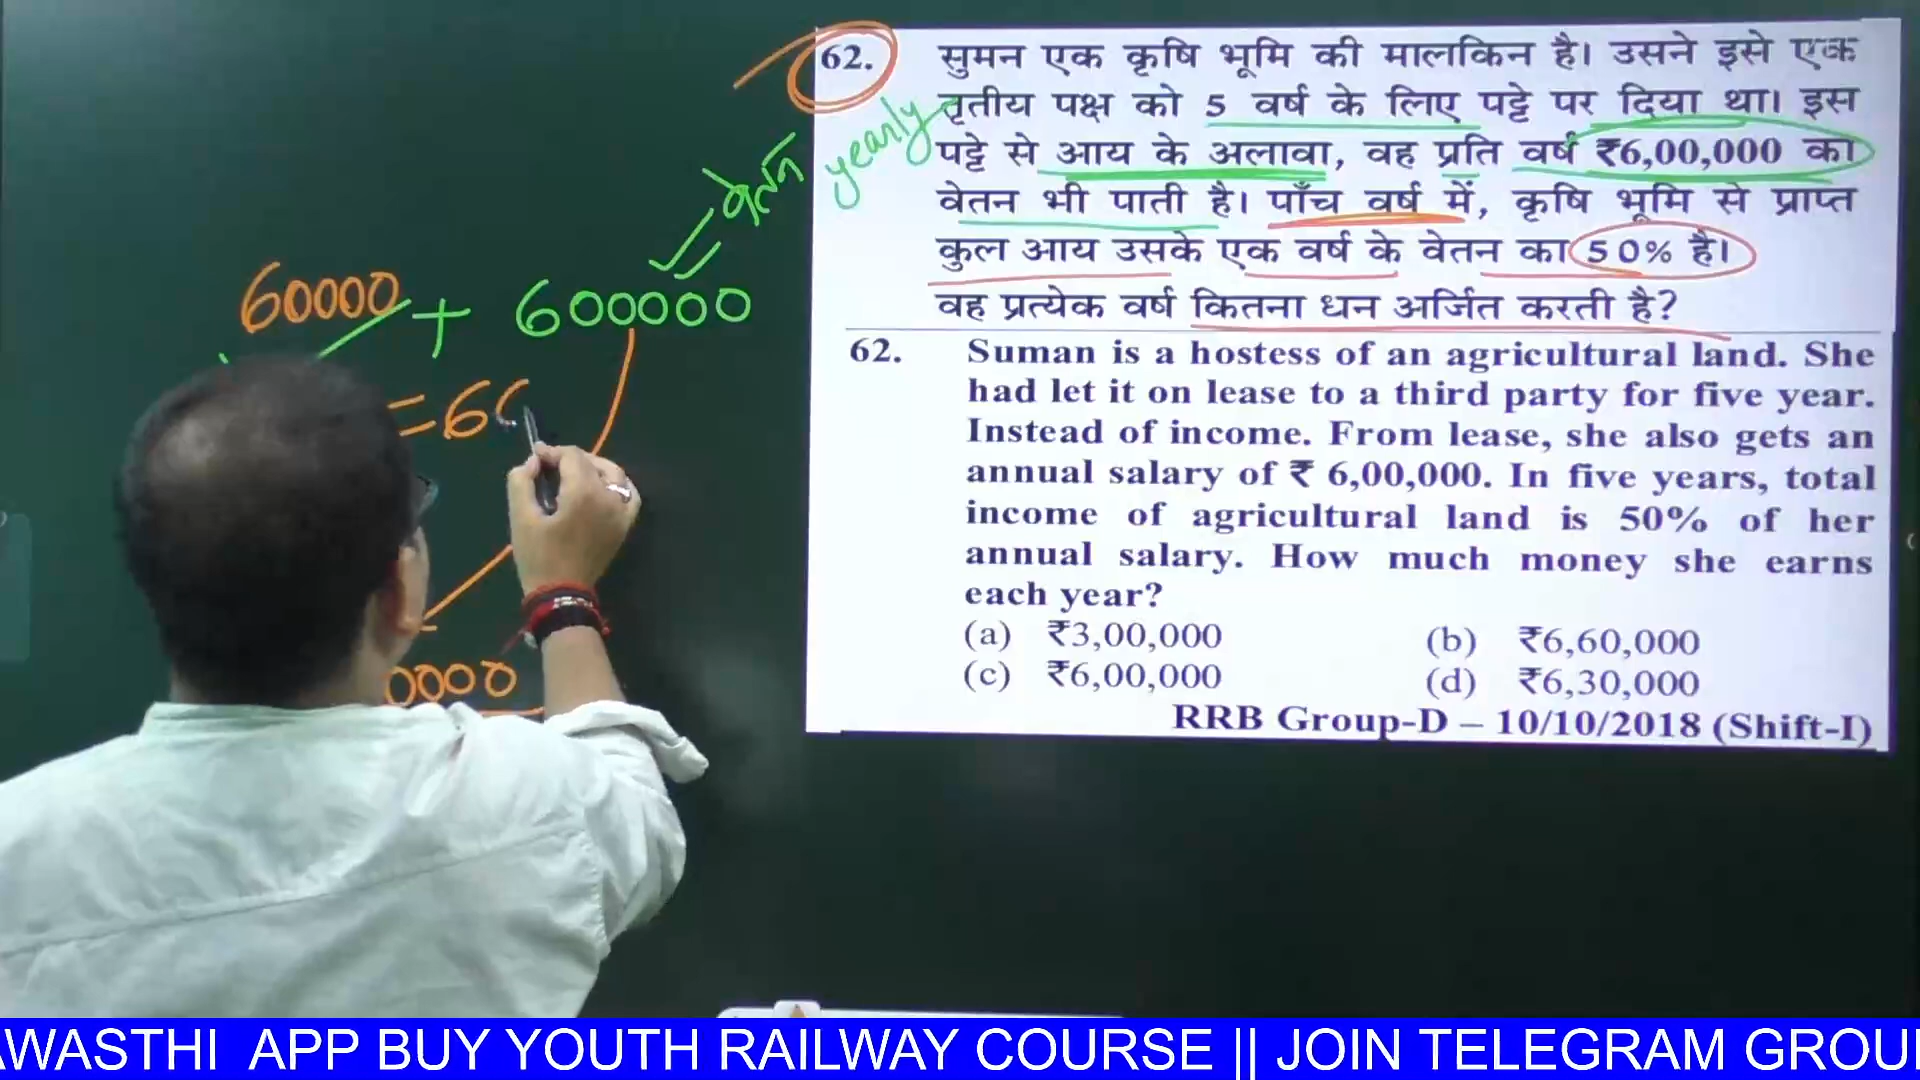 62. सुमन एक कृषि भूमि की मालकिन है। उसने इसे एक
तृतीय पक्ष को 5 वर्ष के लिए पट्टे पर दिया था। इस
पट्टे से आय के अलावा, वह प्रति वर्ष ₹6,00,000 का
वेतन भी पाती है। पाँच वर्ष में, कृषि भूमि से प्राप्त
कुल आय उसके एक वर्ष के वेतन का 50% है।
वह प्रत्येक वर्ष कितना धन अर्जित करती है?
62. Suman is a hostess of an agricultural land. She
had let it on lease to a third party for five year.
Instead of income. From lease, she also gets an
annual salary of ₹ 6,00,000. In five years, total
income of agricultural land is 50% of her
annual salary. How much money she earns
each year?
(a) ₹3,00,000 (b) ₹6,60,000
(c) ₹6,00,000 (d) ₹6,30,000
RRB Group-D – 10/10/2018 (Shift-I)
yearly
वेतन
60000 + 600000
= 60
0000
AWASTHI APP BUY YOUTH RAILWAY COURSE || JOIN TELEGRAM GROU